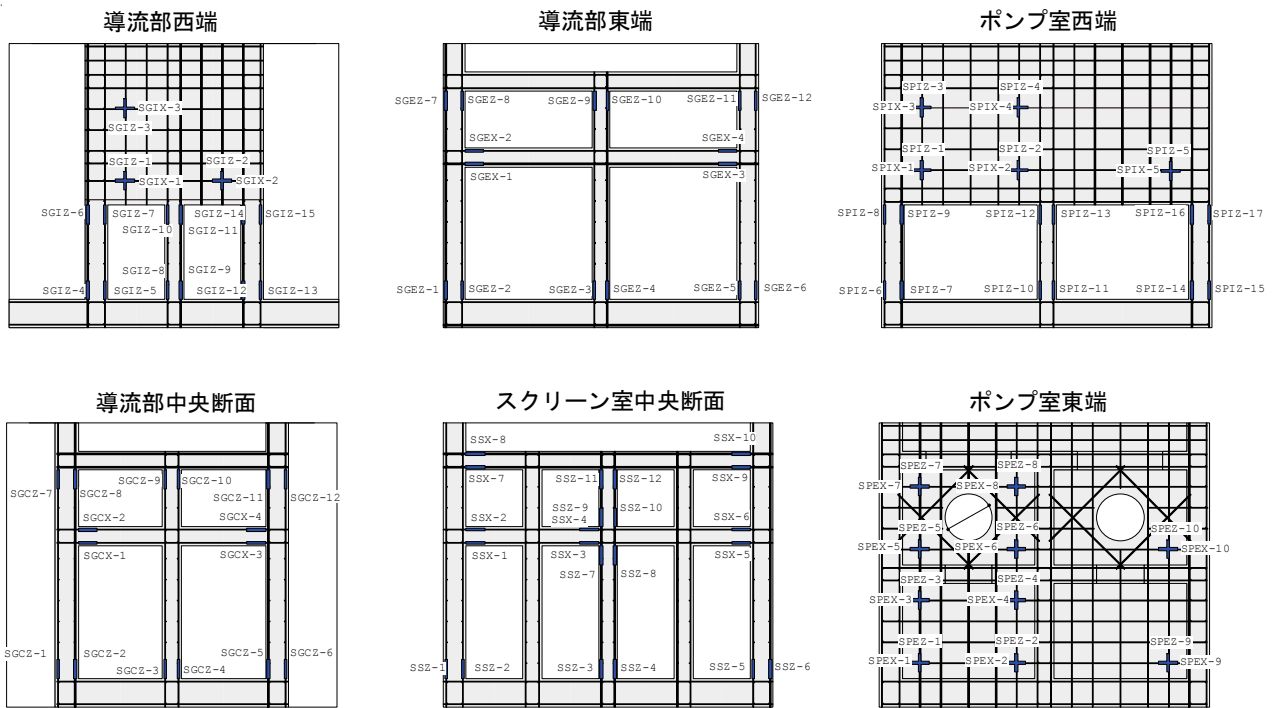 導流部西端
SGIX-3
SGIZ-3
SGIZ-1
SGIZ-2
SGIX-1
SGIX-2
SGIZ-6
SGIZ-7
SGIZ-14
SGIZ-15
SGIZ-10
SGIZ-11
SGIZ-8
SGIZ-9
SGIZ-4
SGIZ-5
SGIZ-12
SGIZ-13
導流部東端
SGEZ-7
SGEZ-8
SGEZ-9
SGEZ-10
SGEZ-11
SGEZ-12
SGEX-2
SGEX-4
SGEX-1
SGEX-3
SGEZ-1
SGEZ-2
SGEZ-3
SGEZ-4
SGEZ-5
SGEZ-6
ポンプ室西端
SPIZ-3
SPIZ-4
SPIX-3
SPIX-4
SPIZ-1
SPIZ-2
SPIZ-5
SPIX-1
SPIX-2
SPIX-5
SPIZ-8
SPIZ-9
SPIZ-12
SPIZ-13
SPIZ-16
SPIZ-17
SPIZ-6
SPIZ-7
SPIZ-10
SPIZ-11
SPIZ-14
SPIZ-15
導流部中央断面
SGCZ-7
SGCZ-8
SGCZ-9
SGCZ-10
SGCZ-11
SGCZ-12
SGCX-2
SGCX-4
SGCX-1
SGCX-3
SGCZ-1
SGCZ-2
SGCZ-3
SGCZ-4
SGCZ-5
SGCZ-6
スクリーン室中央断面
SSX-8
SSX-10
SSX-7
SSZ-11
SSZ-12
SSX-9
SSZ-9
SSZ-10
SSX-2
SSX-4
SSX-6
SSX-1
SSX-3
SSX-5
SSZ-7
SSZ-8
SSZ-1
SSZ-2
SSZ-3
SSZ-4
SSZ-5
SSZ-6
ポンプ室東端
SPEZ-7
SPEZ-8
SPEX-7
SPEX-8
SPEZ-5
SPEZ-6
SPEZ-10
SPEX-5
SPEX-6
SPEX-10
SPEZ-3
SPEZ-4
SPEX-3
SPEX-4
SPEZ-1
SPEZ-2
SPEZ-9
SPEX-1
SPEX-2
SPEX-9